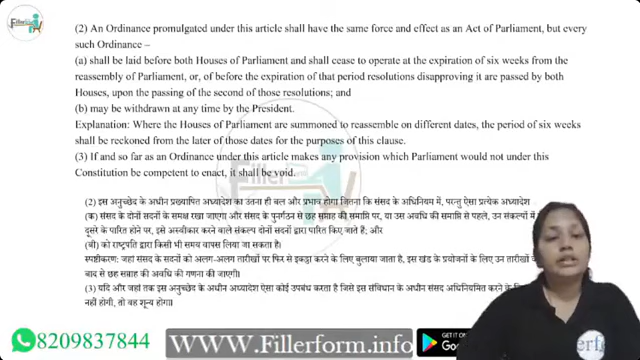 Fillerform
(2) An Ordinance promulgated under this article shall have the same force and effect as an Act of Parliament, but every
such Ordinance –
(a) shall be laid before both Houses of Parliament and shall cease to operate at the expiration of six weeks from the
reassembly of Parliament, or, of before the expiration of that period resolutions disapproving it are passed by both
Houses, upon the passing of the second of those resolutions; and
(b) may be withdrawn at any time by the President.
Explanation: Where the Houses of Parliament are summoned to reassemble on different dates, the period of six weeks
shall be reckoned from the later of those dates for the purposes of this clause.
(3) If and so far as an Ordinance under this article makes any provision which Parliament would not under this
Constitution be competent to enact, it shall be void.
(2) इस अनुच्छेद के अधीन प्रख्यापित अध्यादेश का उतना ही बल और प्रभाव होगा जितना कि संसद के अधिनियम में, परन्तु ऐसा प्रत्येक अध्यादेश
(क) संसद के दोनों सदनों के समक्ष रखा जाएगा और संसद के पुनर्गठन से छह सप्ताह की समाप्ति पर, या उस अवधि की समाप्ति से पहले, उन संकल्पों में
दूसरे के पारित होने पर, इसे अस्वीकार करने वाले संकल्प दोनों सदनों द्वारा पारित किए जाते हैं; और
(बी) को राष्ट्रपति द्वारा किसी भी समय वापस लिया जा सकता है।
स्पष्टीकरण: जहां संसद के सदनों को अलग-अलग तारीखों पर फिर से इकट्ठा करने के लिए बुलाया जाता है, इस खंड के प्रयोजनों के लिए उन तारीखों
बाद से छह सप्ताह की अवधि की गणना की जाएगी।
(3) यदि और जहां तक इस अनुच्छेद के अधीन अध्यादेश ऐसा कोई उपबंध करता है जिसे इस संविधान के अधीन संसद अधिनियमित करने के
नहीं होगी, तो वह शून्य होगा।
8209837844
www.Fillerform.info
GET IT ON